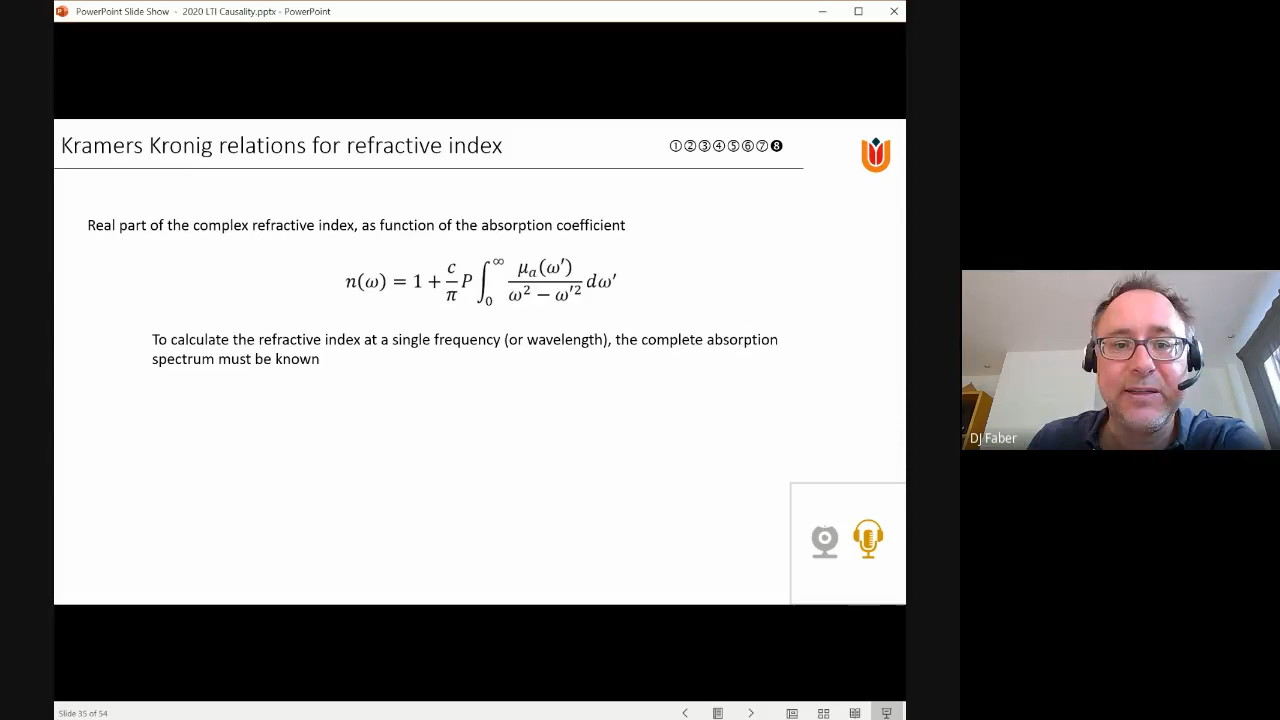 PowerPoint Slide Show - 2020 LTI Causality.pptx - PowerPoint
Kramers Kronig relations for refractive index
①②③④⑤⑥⑦❽
Real part of the complex refractive index, as function of the absorption coefficient
n(ω) = 1 + c/π P ∫₀^∞ μₐ(ω′)/(ω² − ω′²) dω′
To calculate the refractive index at a single frequency (or wavelength), the complete absorption
spectrum must be known
DJ Faber
Slide 35 of 54